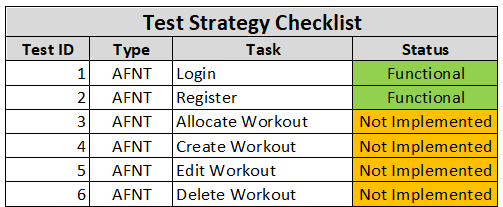 Test Strategy Checklist
Test ID Type Task Status
1 AFNT Login Functional
2 AFNT Register Functional
3 AFNT Allocate Workout Not Implemented
4 AFNT Create Workout Not Implemented
5 AFNT Edit Workout Not Implemented
6 AFNT Delete Workout Not Implemented